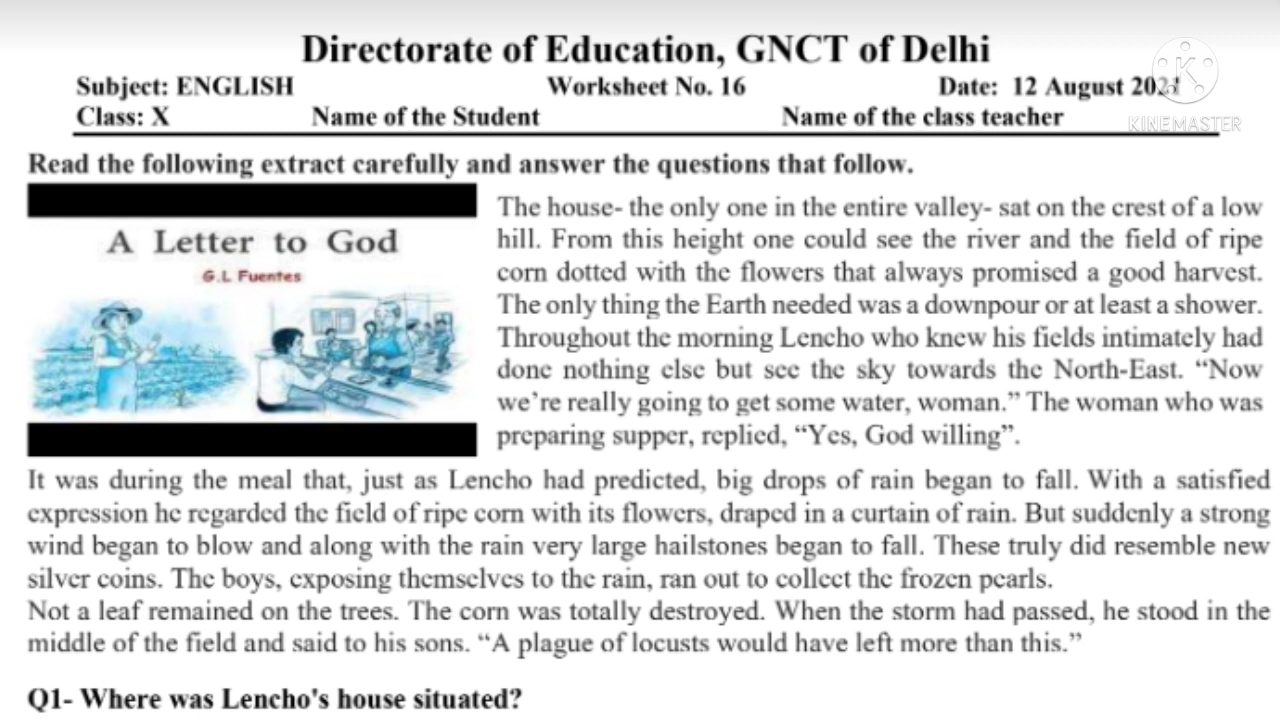 Directorate of Education, GNCT of Delhi
Subject: ENGLISH Worksheet No. 16 Date: 12 August 2021
Class: X Name of the Student Name of the class teacher
KINEMASTER
Read the following extract carefully and answer the questions that follow.
A Letter to God
G.L Fuentes
The house- the only one in the entire valley- sat on the crest of a low
hill. From this height one could see the river and the field of ripe
corn dotted with the flowers that always promised a good harvest.
The only thing the Earth needed was a downpour or at least a shower.
Throughout the morning Lencho who knew his fields intimately had
done nothing else but see the sky towards the North-East. “Now
we’re really going to get some water, woman.” The woman who was
preparing supper, replied, “Yes, God willing”.
It was during the meal that, just as Lencho had predicted, big drops of rain began to fall. With a satisfied
expression he regarded the field of ripe corn with its flowers, draped in a curtain of rain. But suddenly a strong
wind began to blow and along with the rain very large hailstones began to fall. These truly did resemble new
silver coins. The boys, exposing themselves to the rain, ran out to collect the frozen pearls.
Not a leaf remained on the trees. The corn was totally destroyed. When the storm had passed, he stood in the
middle of the field and said to his sons. “A plague of locusts would have left more than this.”
Q1- Where was Lencho's house situated?